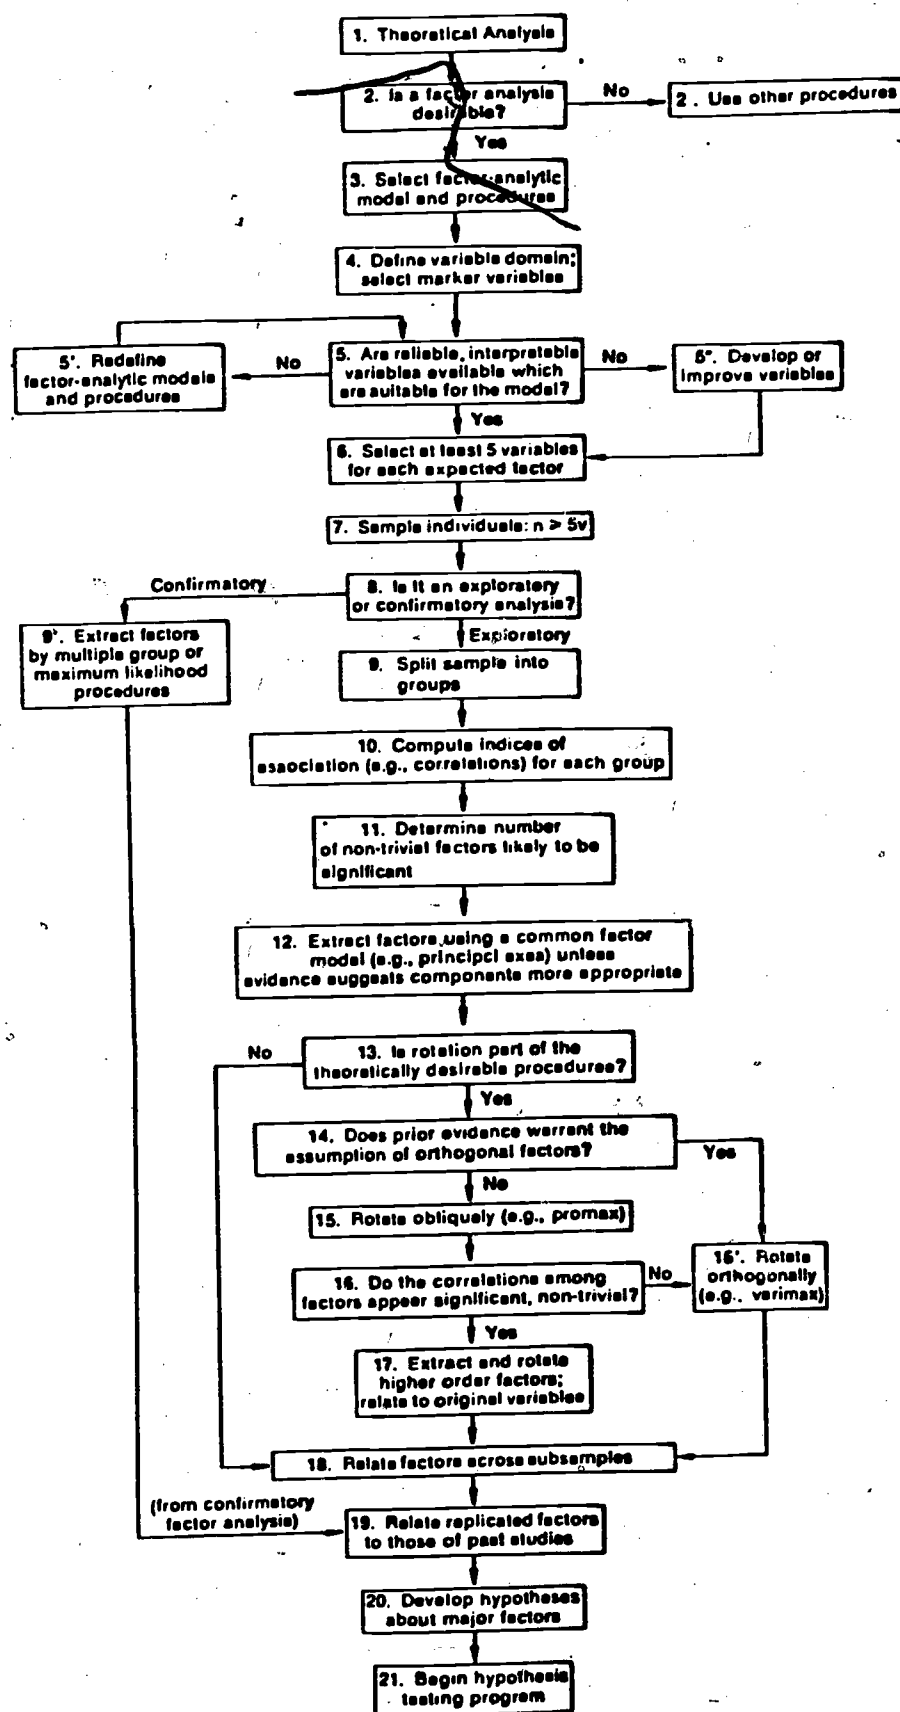 1. Theoretical Analysis
2. Is a factor analysis
desirable?
No
2 . Use other procedures
Yes
3. Select factor-analytic
model and procedures
4. Define variable domain;
select marker variables
5'. Redefine
factor-analytic models
and procedures
No
5. Are reliable, interpretable
variables available which
are suitable for the model?
No
5". Develop or
improve variables
Yes
6. Select at least 5 variables
for each expected factor
7. Sample individuals: n > 5v
Confirmatory
8. Is it an exploratory
or confirmatory analysis?
9'. Extract factors
by multiple group or
maximum likelihood
procedures
Exploratory
9. Split sample into
groups
10. Compute indices of
association (e.g., correlations) for each group
11. Determine number
of non-trivial factors likely to be
significant
12. Extract factors using a common factor
model (e.g., principal axes) unless
evidence suggests components more appropriate
No
13. Is rotation part of the
theoretically desirable procedures?
Yes
14. Does prior evidence warrant the
assumption of orthogonal factors?
Yes
No
15. Rotate obliquely (e.g., promax)
16. Do the correlations among
factors appear significant, non-trivial?
No
15'. Rotate
orthogonally
(e.g., varimax)
Yes
17. Extract and rotate
higher order factors;
relate to original variables
18. Relate factors across subsamples
(from confirmatory
factor analysis)
19. Relate replicated factors
to those of past studies
20. Develop hypotheses
about major factors
21. Begin hypothesis
testing program